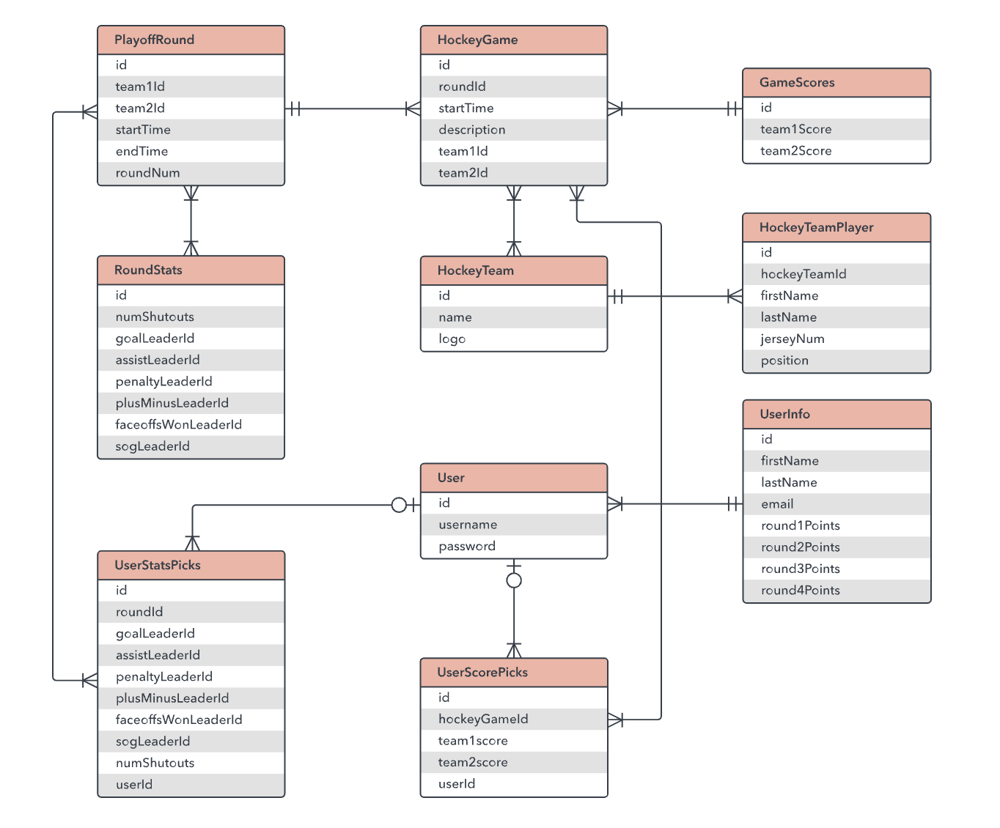 PlayoffRound
id
team1Id
team2Id
startTime
endTime
roundNum
HockeyGame
id
roundId
startTime
description
team1Id
team2Id
GameScores
id
team1Score
team2Score
RoundStats
id
numShutouts
goalLeaderId
assistLeaderId
penaltyLeaderId
plusMinusLeaderId
faceoffsWonLeaderId
sogLeaderId
HockeyTeam
id
name
logo
HockeyTeamPlayer
id
hockeyTeamId
firstName
lastName
jerseyNum
position
User
id
username
password
UserInfo
id
firstName
lastName
email
round1Points
round2Points
round3Points
round4Points
UserStatsPicks
id
roundId
goalLeaderId
assistLeaderId
penaltyLeaderId
plusMinusLeaderId
faceoffsWonLeaderId
sogLeaderId
numShutouts
userId
UserScorePicks
id
hockeyGameId
team1score
team2score
userId